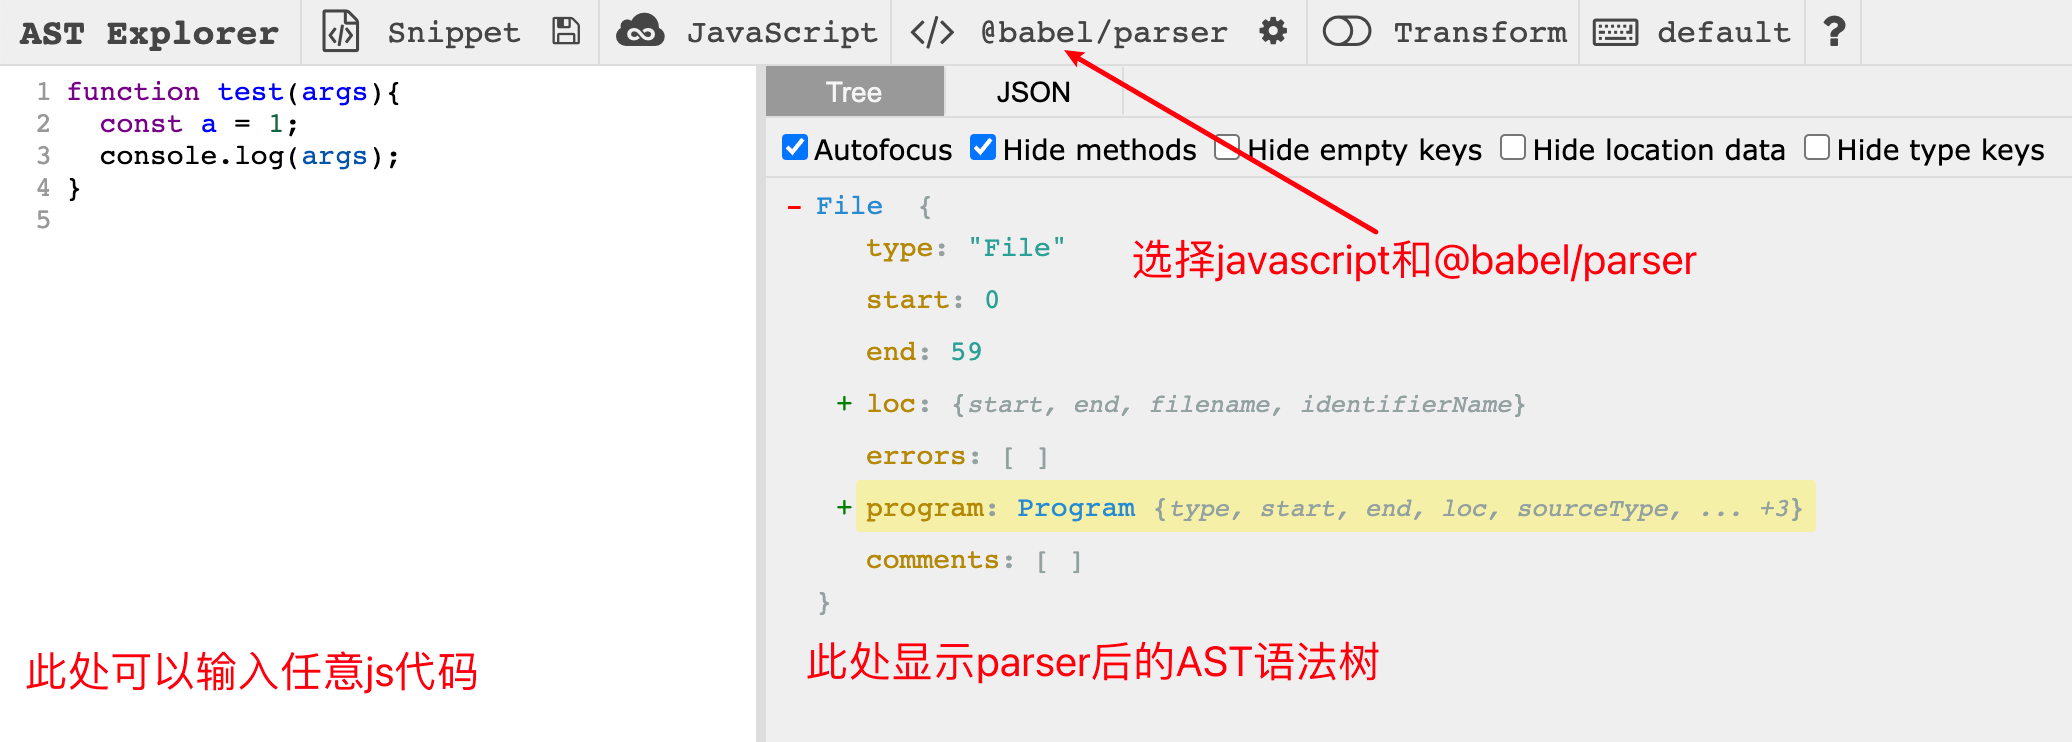 AST Explorer Snippet JavaScript </> @babel/parser Transform default ?
Tree JSON
Autofocus Hide methods Hide empty keys Hide location data Hide type keys
1 function test(args){
2 const a = 1;
3 console.log(args);
4 }
5
- File {
type: "File"
选择javascript和@babel/parser
start: 0
end: 59
+ loc: {start, end, filename, identifierName}
errors: [ ]
+ program: Program {type, start, end, loc, sourceType, ... +3}
comments: [ ]
}
此处可以输入任意js代码
此处显示parser后的AST语法树